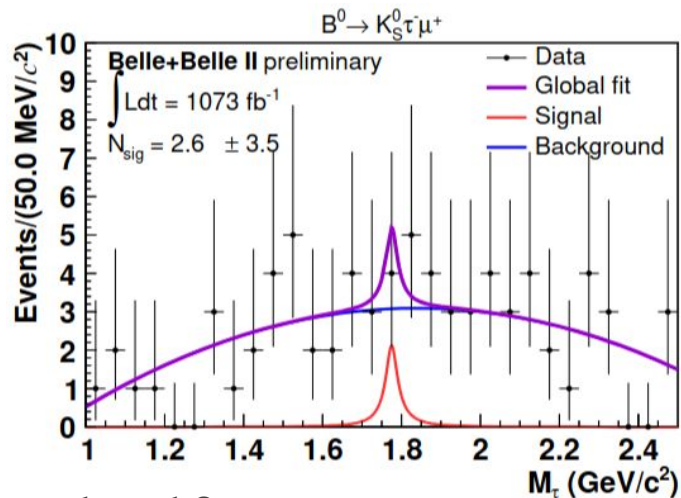 B⁰→ K⁰_S τ⁻μ⁺
Belle+Belle II preliminary
∫Ldt = 1073 fb⁻¹
N_sig = 2.6 ± 3.5
Data
Global fit
Signal
Background
Events/(50.0 MeV/c²)
10
9
8
7
6
5
4
3
2
1
0
1 1.2 1.4 1.6 1.8 2 2.2 2.4
M_τ (GeV/c²)